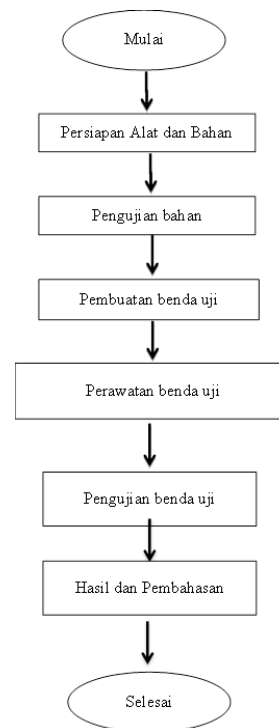 Mulai
Persiapan Alat dan Bahan
Pengujian bahan
Pembuatan benda uji
Perawatan benda uji
Pengujian benda uji
Hasil dan Pembahasan
Selesai